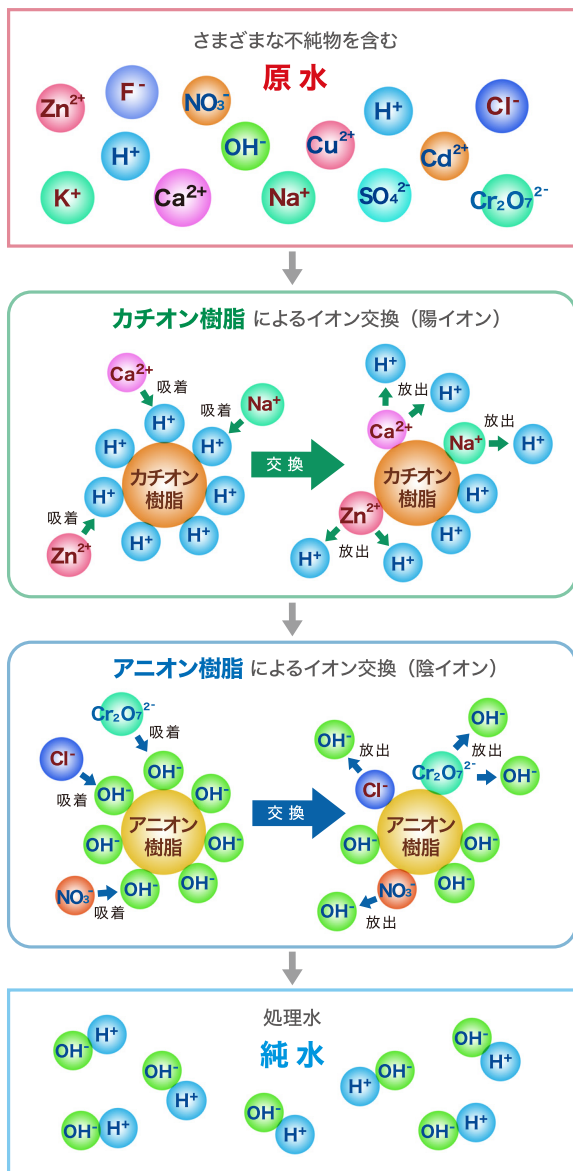 さまざまな不純物を含む
原水
Zn²⁺ F⁻ NO₃⁻ H⁺ Cl⁻
H⁺ OH⁻ Cu²⁺ Cd²⁺
K⁺ Ca²⁺ Na⁺ SO₄²⁻ Cr₂O₇²⁻
カチオン樹脂 によるイオン交換（陽イオン）
Ca²⁺
吸着
Na⁺
吸着
H⁺
H⁺
H⁺
H⁺
H⁺
H⁺
H⁺
カチオン
樹脂
吸着
Zn²⁺
交換
H⁺
放出
H⁺
Ca²⁺
Na⁺
放出
H⁺
カチオン
樹脂
H⁺
H⁺
Zn²⁺
放出
H⁺
H⁺
アニオン樹脂 によるイオン交換（陰イオン）
Cr₂O₇²⁻
吸着
Cl⁻
吸着
OH⁻
OH⁻
OH⁻
OH⁻
OH⁻
OH⁻
OH⁻
アニオン
樹脂
NO₃⁻
吸着
交換
OH⁻
放出
Cl⁻
OH⁻
放出
Cr₂O₇²⁻
OH⁻
アニオン
樹脂
OH⁻
OH⁻
OH⁻
NO₃⁻
放出
OH⁻
処理水
純水
OH⁻ H⁺
OH⁻ H⁺
OH⁻ H⁺
H⁺ OH⁻
OH⁻ H⁺
OH⁻ H⁺
OH⁻ H⁺